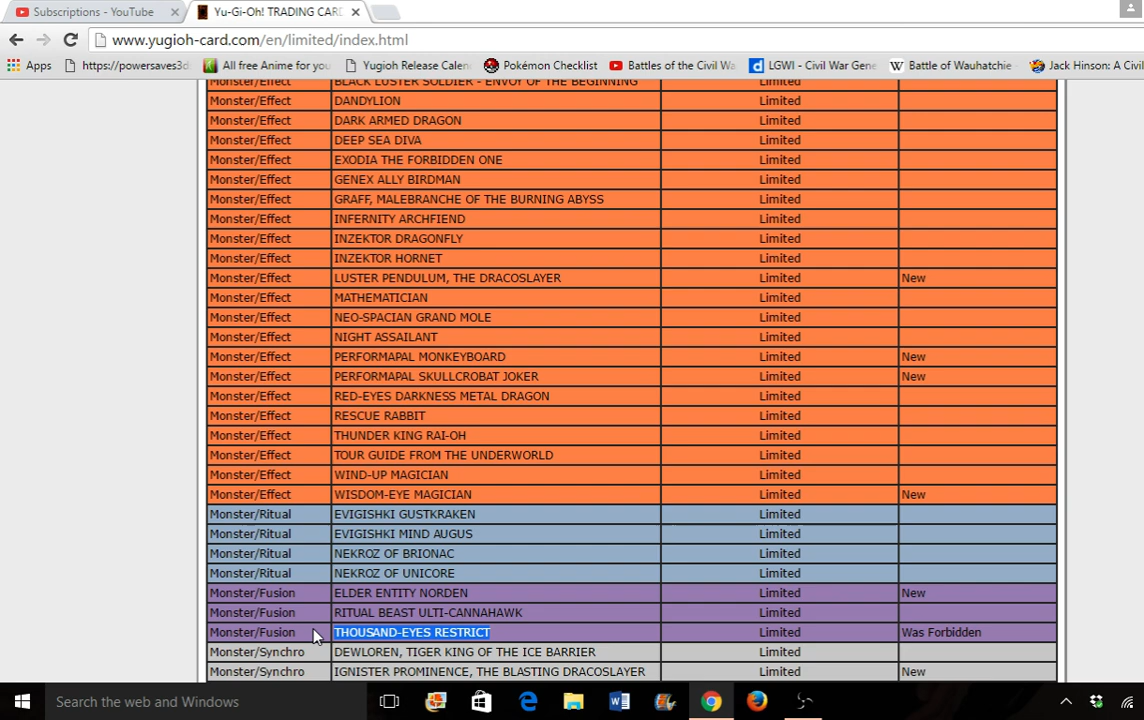 Subscriptions - YouTube
Yu-Gi-Oh! TRADING CARD
www.yugioh-card.com/en/limited/index.html
Apps https://powersaves3d All free Anime for you Yugioh Release Calen Pokémon Checklist Battles of the Civil Wa LGWI - Civil War Gene Battle of Wauhatchie - Jack Hinson: A Civi
Monster/Effect BLACK LUSTER SOLDIER - ENVOY OF THE BEGINNING Limited
Monster/Effect DANDYLION Limited
Monster/Effect DARK ARMED DRAGON Limited
Monster/Effect DEEP SEA DIVA Limited
Monster/Effect EXODIA THE FORBIDDEN ONE Limited
Monster/Effect GENEX ALLY BIRDMAN Limited
Monster/Effect GRAFF, MALEBRANCHE OF THE BURNING ABYSS Limited
Monster/Effect INFERNITY ARCHFIEND Limited
Monster/Effect INZEKTOR DRAGONFLY Limited
Monster/Effect INZEKTOR HORNET Limited
Monster/Effect LUSTER PENDULUM, THE DRACOSLAYER Limited New
Monster/Effect MATHEMATICIAN Limited
Monster/Effect NEO-SPACIAN GRAND MOLE Limited
Monster/Effect NIGHT ASSAILANT Limited
Monster/Effect PERFORMAPAL MONKEYBOARD Limited New
Monster/Effect PERFORMAPAL SKULLCROBAT JOKER Limited New
Monster/Effect RED-EYES DARKNESS METAL DRAGON Limited
Monster/Effect RESCUE RABBIT Limited
Monster/Effect THUNDER KING RAI-OH Limited
Monster/Effect TOUR GUIDE FROM THE UNDERWORLD Limited
Monster/Effect WIND-UP MAGICIAN Limited
Monster/Effect WISDOM-EYE MAGICIAN Limited New
Monster/Ritual EVIGISHKI GUSTKRAKEN Limited
Monster/Ritual EVIGISHKI MIND AUGUS Limited
Monster/Ritual NEKROZ OF BRIONAC Limited
Monster/Ritual NEKROZ OF UNICORE Limited
Monster/Fusion ELDER ENTITY NORDEN Limited New
Monster/Fusion RITUAL BEAST ULTI-CANNAHAWK Limited
Monster/Fusion THOUSAND-EYES RESTRICT Limited Was Forbidden
Monster/Synchro DEWLOREN, TIGER KING OF THE ICE BARRIER Limited
Monster/Synchro IGNISTER PROMINENCE, THE BLASTING DRACOSLAYER Limited New
Search the web and Windows